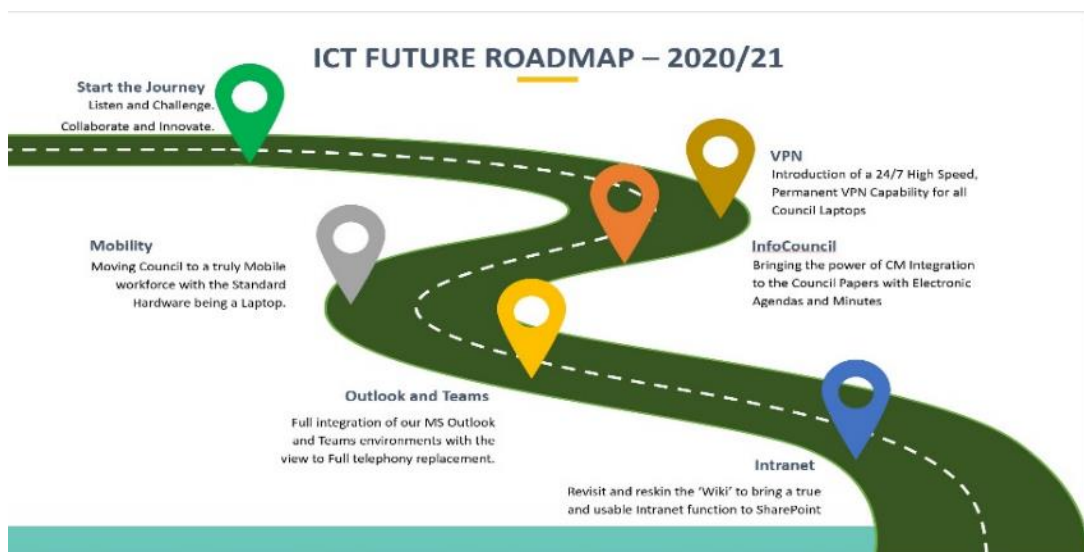 ICT FUTURE ROADMAP – 2020/21
Start the Journey
Listen and Challenge.
Collaborate and Innovate.
VPN
Introduction of a 24/7 High Speed,
Permanent VPN Capability for all
Council Laptops
Mobility
Moving Council to a truly Mobile
workforce with the Standard
Hardware being a Laptop.
InfoCouncil
Bringing the power of CM Integration
to the Council Papers with Electronic
Agendas and Minutes
Outlook and Teams
Full integration of our MS Outlook
and Teams environments with the
view to Full telephony replacement.
Intranet
Revisit and reskin the ‘Wiki’ to bring a true
and usable Intranet function to SharePoint